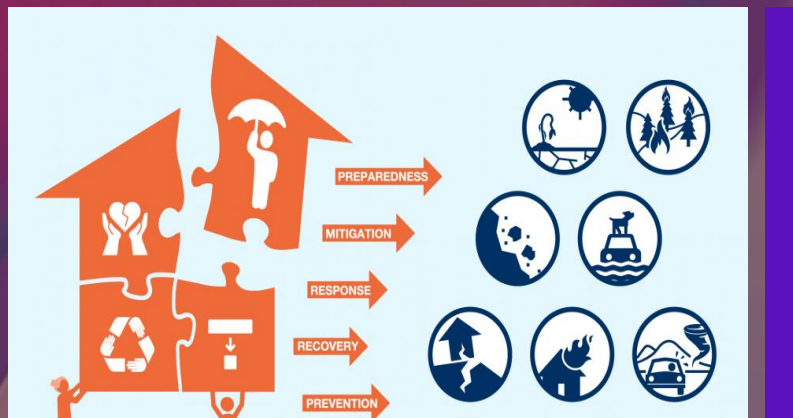 PREPAREDNESS
MITIGATION
RESPONSE
RECOVERY
PREVENTION